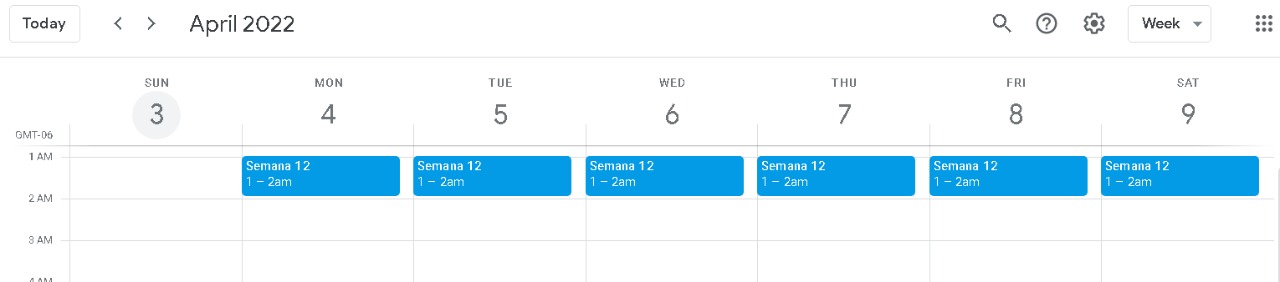 Today
April 2022
Week
SUN MON TUE WED THU FRI SAT
3 4 5 6 7 8 9
GMT-06
1 AM
Semana 12 Semana 12 Semana 12 Semana 12 Semana 12 Semana 12
1 – 2am 1 – 2am 1 – 2am 1 – 2am 1 – 2am 1 – 2am
2 AM
3 AM
4 AM